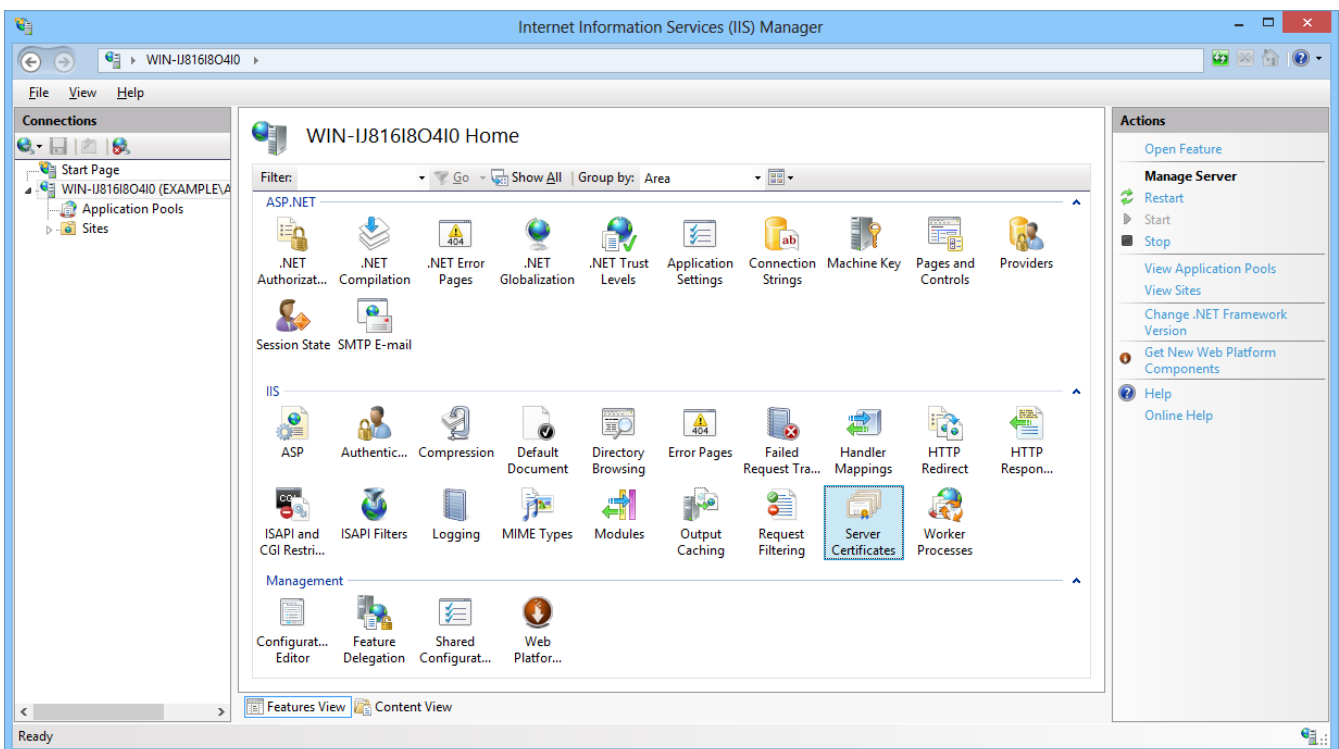 Internet Information Services (IIS) Manager
WIN-IJ816I8O4I0
File View Help
Connections
Start Page
WIN-IJ816I8O4I0 (EXAMPLE\A
Application Pools
Sites
WIN-IJ816I8O4I0 Home
Filter: Go Show All Group by: Area
ASP.NET
.NET Authorizat...
.NET Compilation
.NET Error Pages
.NET Globalization
.NET Trust Levels
Application Settings
Connection Strings
Machine Key
Pages and Controls
Providers
Session State
SMTP E-mail
IIS
ASP
Authentic...
Compression
Default Document
Directory Browsing
Error Pages
Failed Request Tra...
Handler Mappings
HTTP Redirect
HTTP Respon...
ISAPI and CGI Restri...
ISAPI Filters
Logging
MIME Types
Modules
Output Caching
Request Filtering
Server Certificates
Worker Processes
Management
Configurat... Editor
Feature Delegation
Shared Configurat...
Web Platfor...
Features View Content View
Actions
Open Feature
Manage Server
Restart
Start
Stop
View Application Pools
View Sites
Change .NET Framework
Version
Get New Web Platform
Components
Help
Online Help
Ready